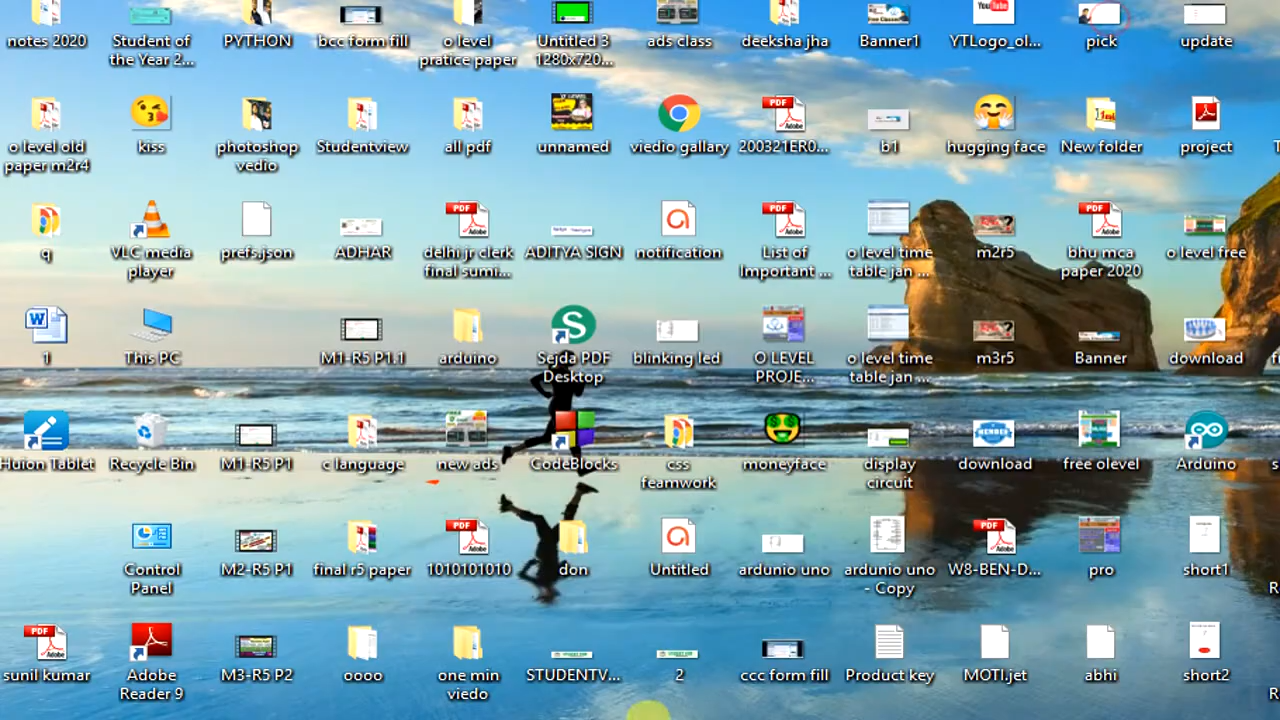 notes 2020
Student of
the Year 2...
PYTHON
bcc form fill
o level
pratice paper
Untitled 3
1280x720...
ads class
deeksha jha
Banner1
YTLogo_ol...
pick
update
o level old
paper m2r4
kiss
photoshop
vedio
Studentview
all pdf
unnamed
viedio gallary
200321ER0...
b1
hugging face
New folder
project
q
VLC media
player
prefs.json
ADHAR
delhi jr clerk
final sumi...
ADITYA SIGN
notification
List of
Important ...
o level time
table jan ...
m2r5
bhu mca
paper 2020
o level free
1
This PC
M1-R5 P1.1
arduino
Sejda PDF
Desktop
blinking led
O LEVEL
PROJE...
o level time
table jan ...
m3r5
Banner
download
Huion Tablet
Recycle Bin
M1-R5 P1
c language
new ads
CodeBlocks
css
feamwork
moneyface
display
circuit
download
free olevel
Arduino
Control
Panel
M2-R5 P1
final r5 paper
1010101010
don
Untitled
ardunio uno
ardunio uno
- Copy
W8-BEN-D...
pro
short1
sunil kumar
Adobe
Reader 9
M3-R5 P2
oooo
one min
viedo
STUDENTV...
2
ccc form fill
Product key
MOTI.jet
abhi
short2